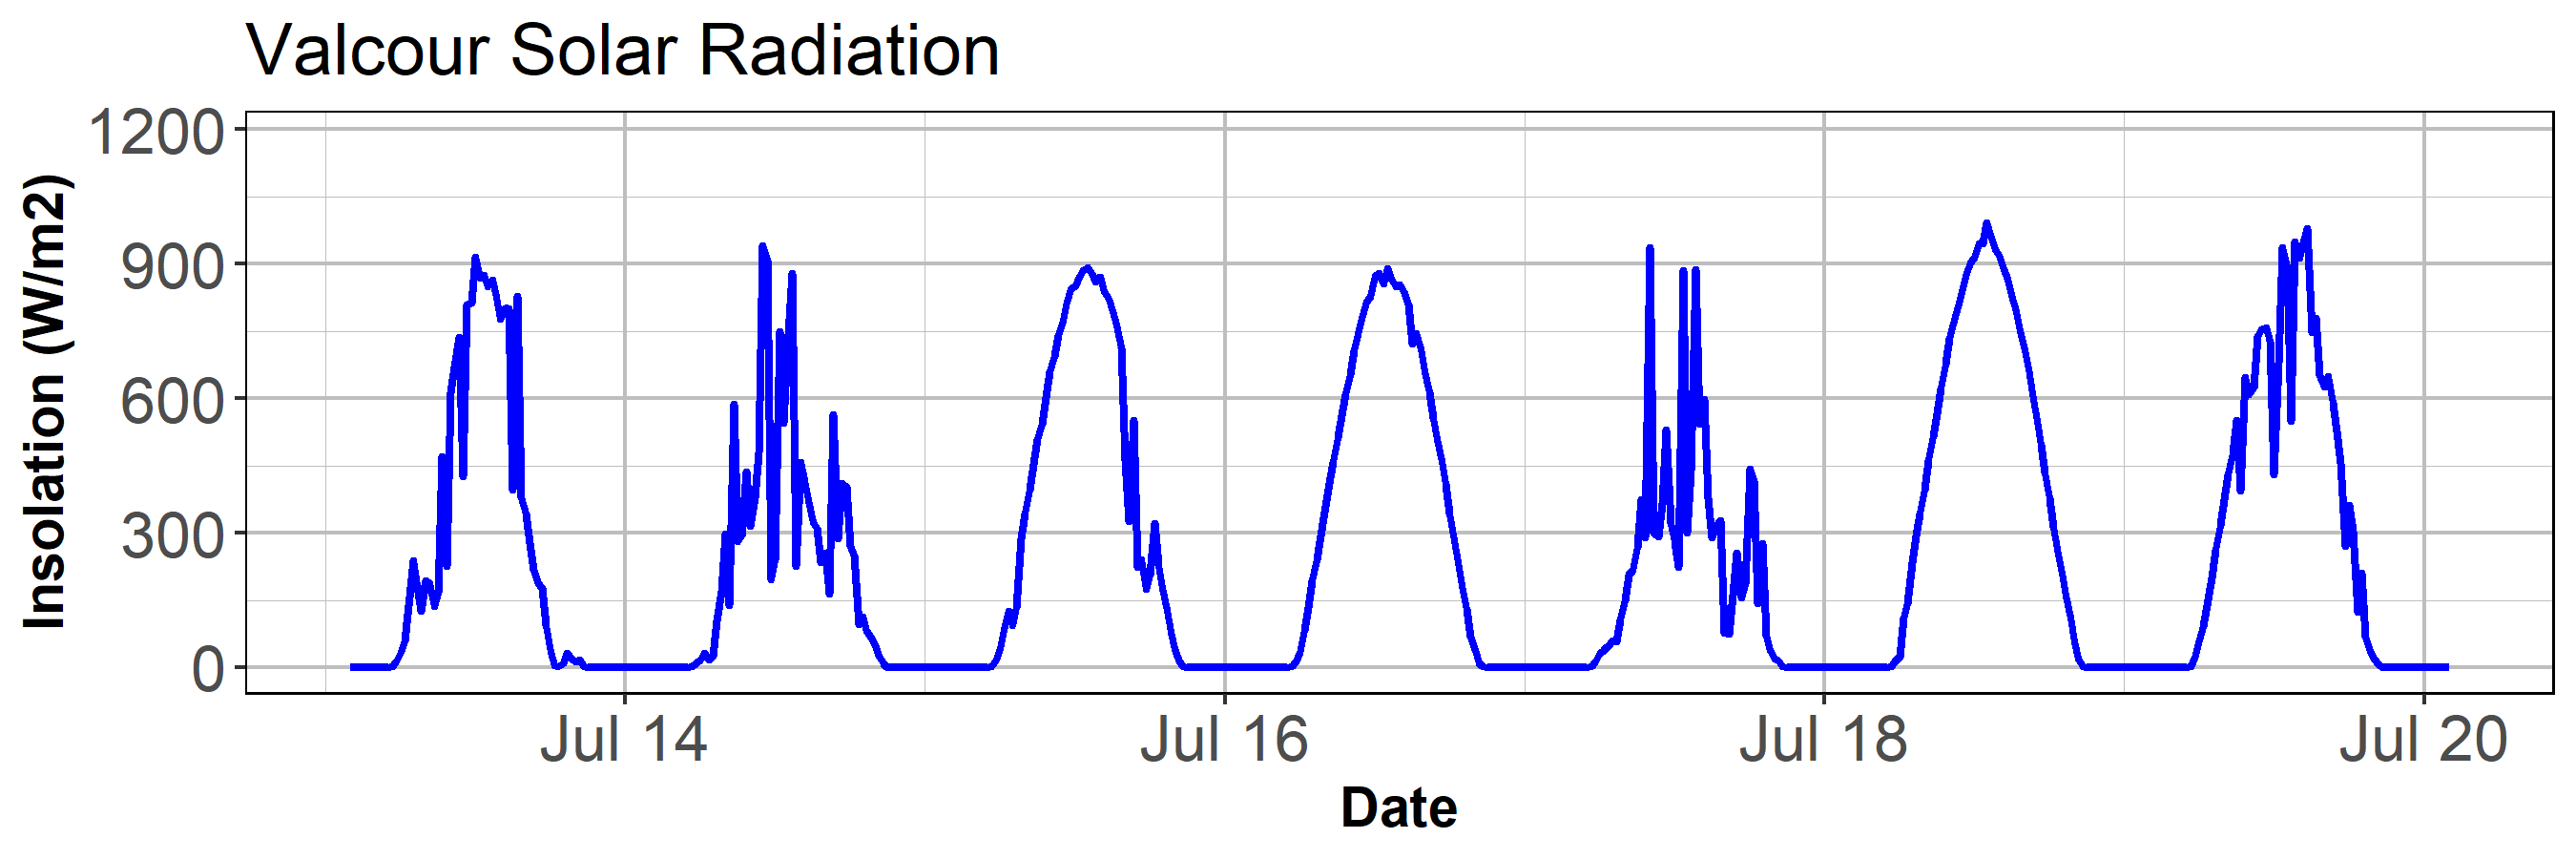 Valcour Solar Radiation
1200
900
600
300
0
Insolation (W/m2)
Jul 14 Jul 16 Jul 18 Jul 20
Date